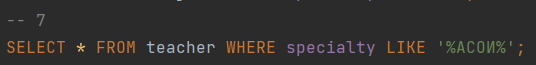 -- 7
SELECT * FROM teacher WHERE specialty LIKE '%АСОИ%';